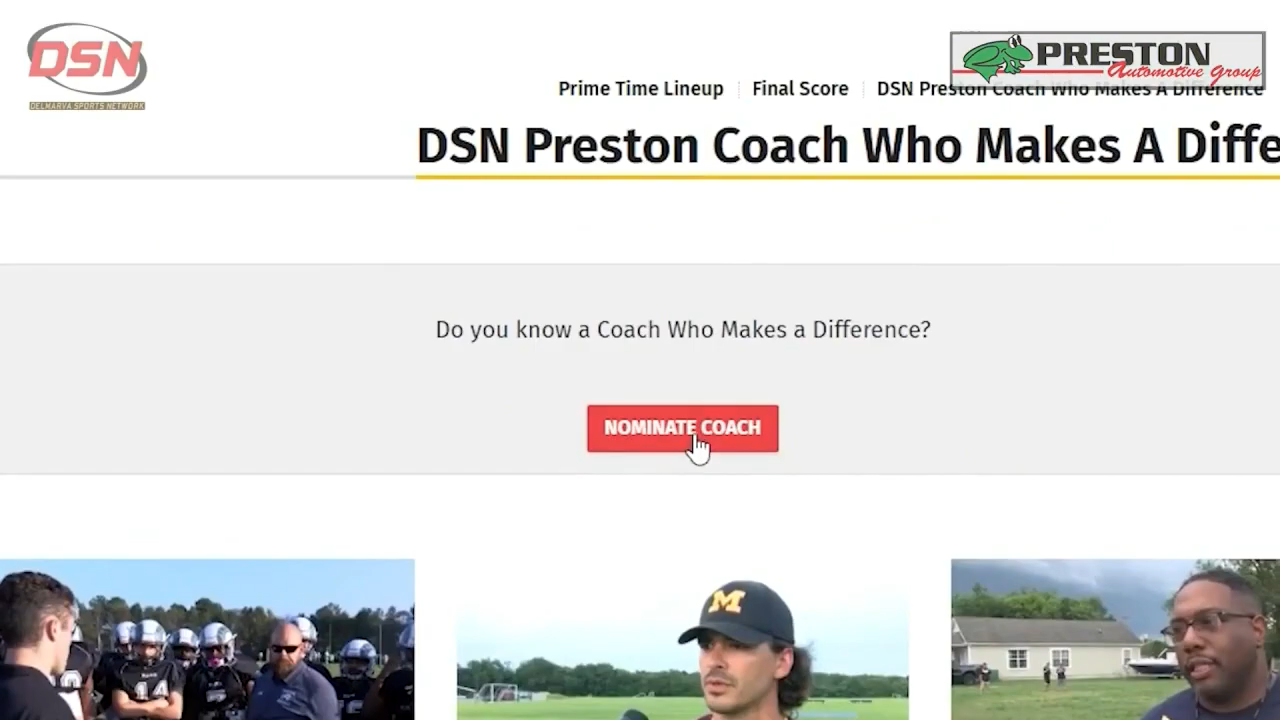 DSN
DELMARVA SPORTS NETWORK
PRESTON
Automotive Group
Prime Time Lineup
Final Score
DSN Preston Coach Who Makes A Difference
DSN Preston Coach Who Makes A Diffe
Do you know a Coach Who Makes a Difference?
NOMINATE COACH
M
14